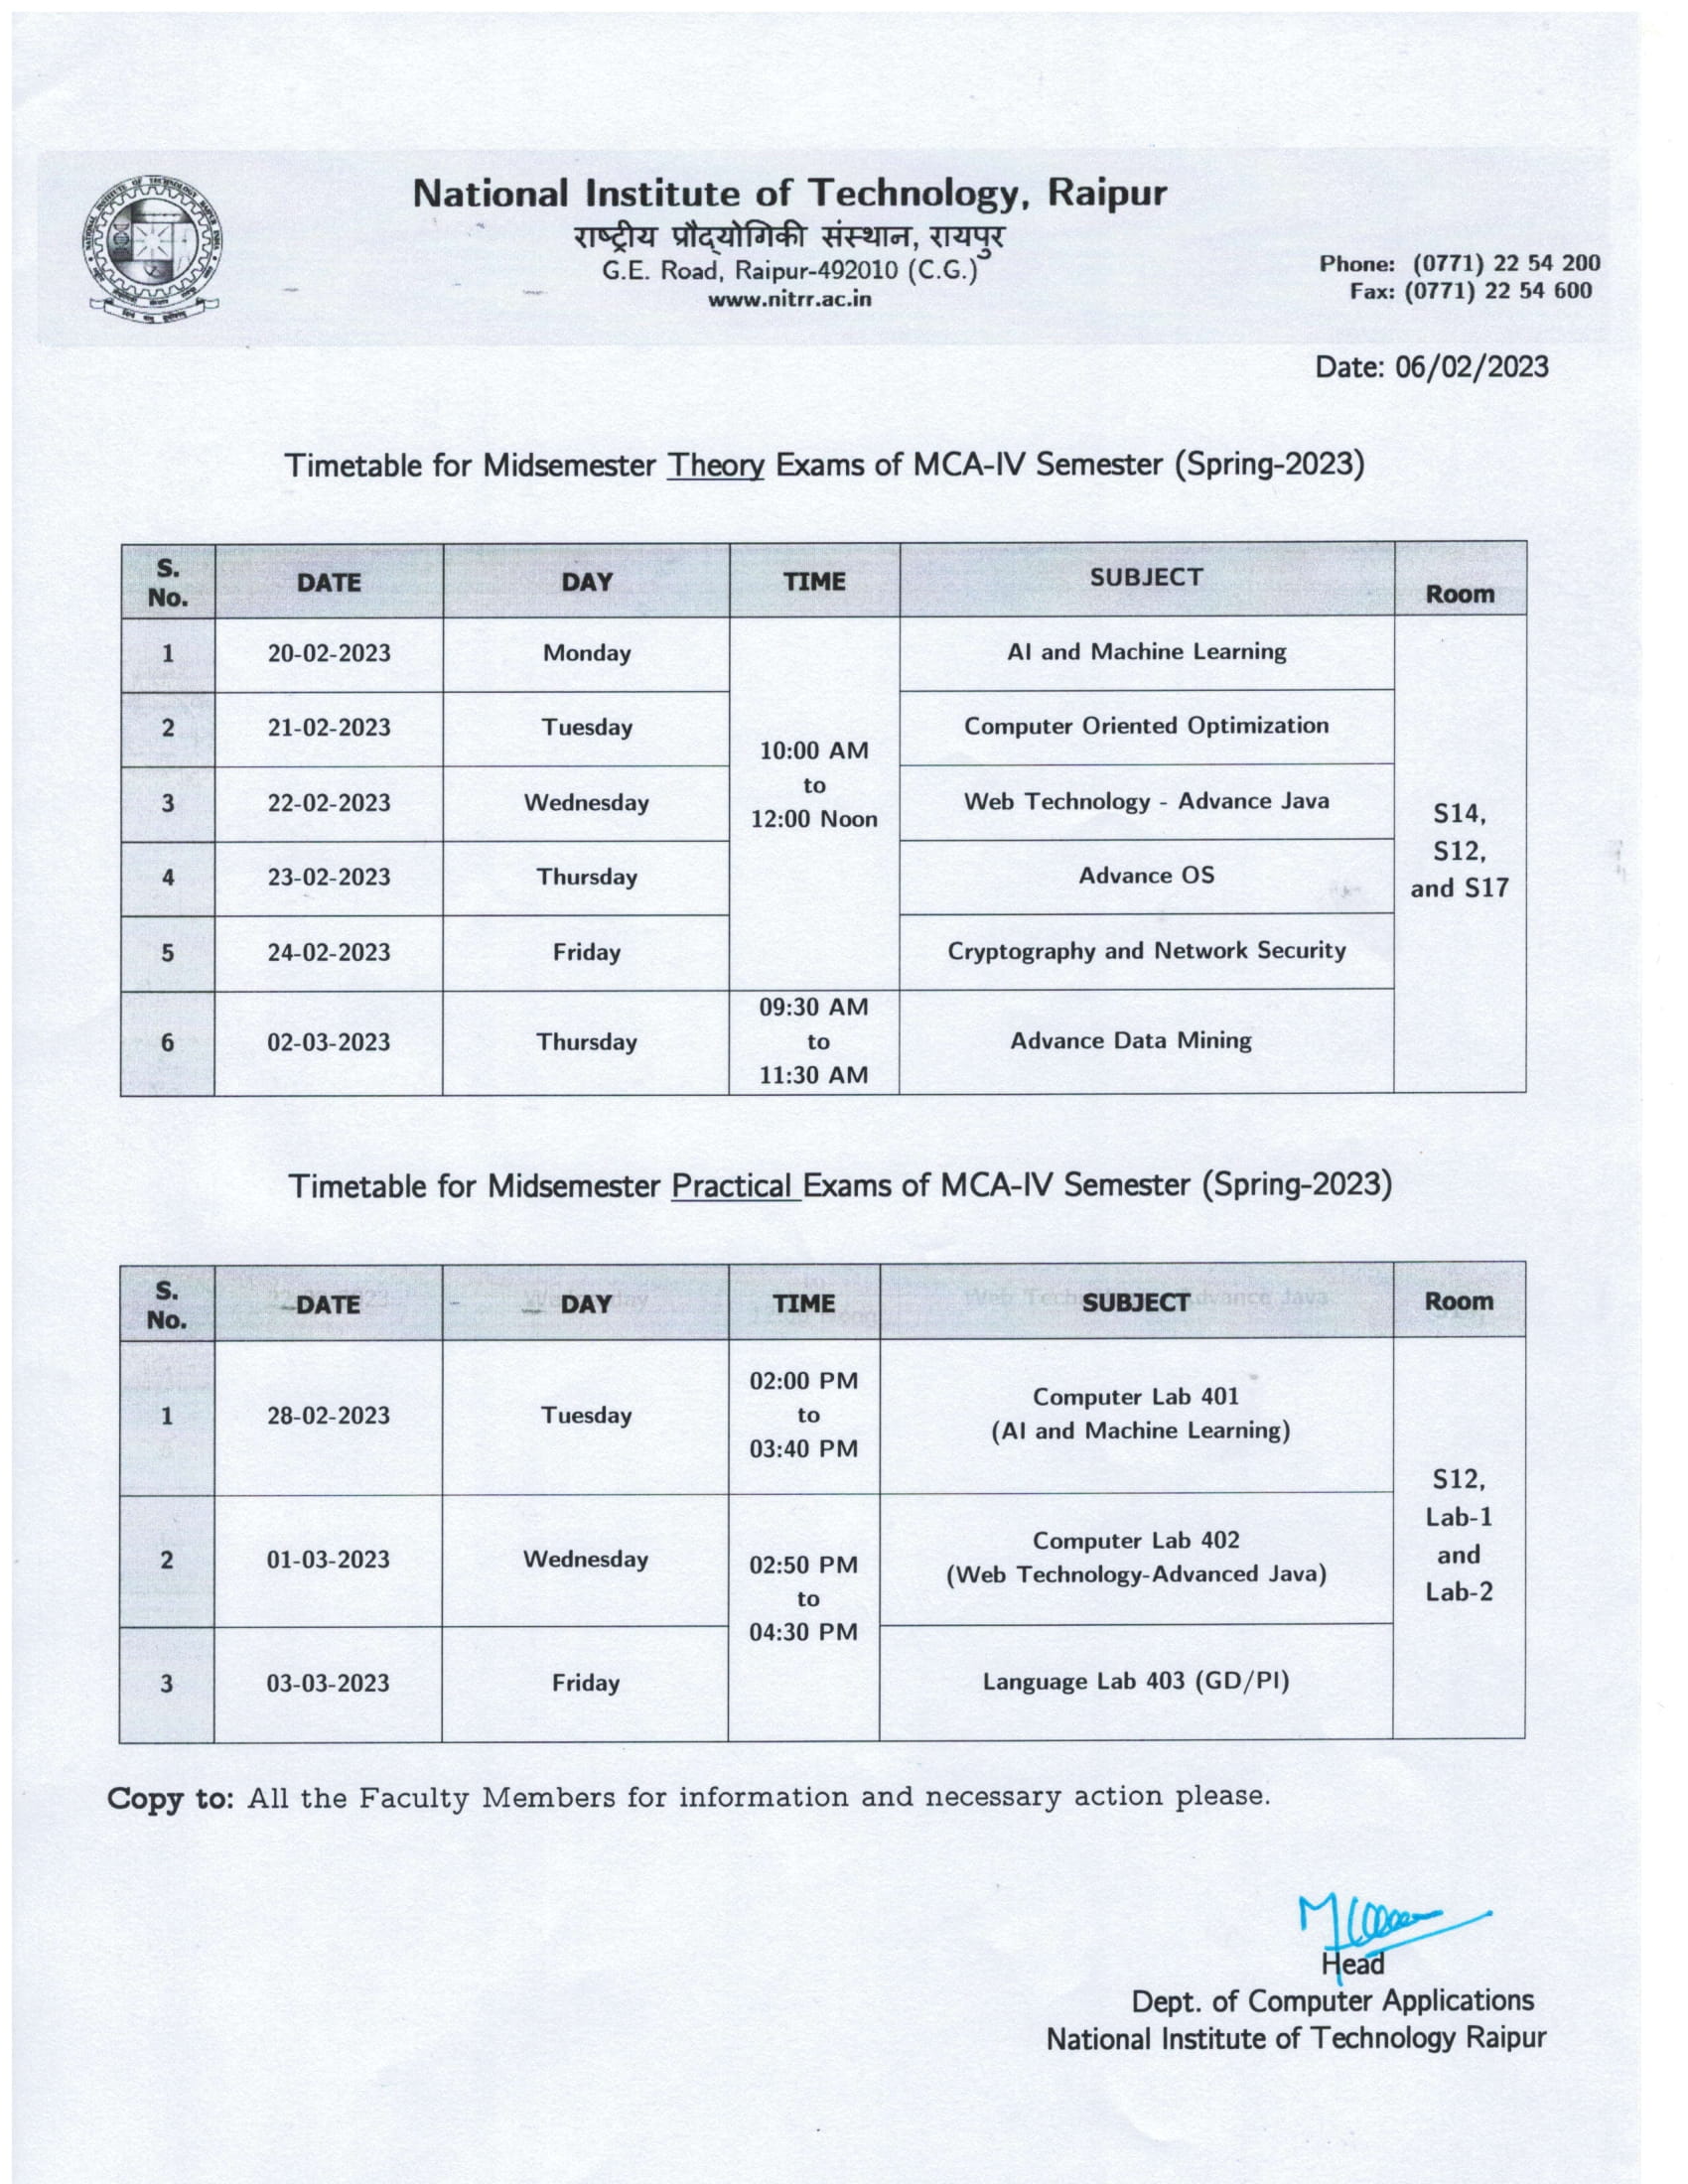 National Institute of Technology, Raipur
राष्ट्रीय प्रौद्योगिकी संस्थान, रायपुर
G.E. Road, Raipur-492010 (C.G.)
www.nitrr.ac.in
Phone: (0771) 22 54 200
Fax: (0771) 22 54 600
Date: 06/02/2023
Timetable for Midsemester Theory Exams of MCA-IV Semester (Spring-2023)
S. No. DATE DAY TIME SUBJECT Room
1 20-02-2023 Monday AI and Machine Learning
2 21-02-2023 Tuesday Computer Oriented Optimization
10:00 AM
to
12:00 Noon
3 22-02-2023 Wednesday Web Technology - Advance Java
S14,
S12,
and S17
4 23-02-2023 Thursday Advance OS
5 24-02-2023 Friday Cryptography and Network Security
09:30 AM
to
11:30 AM
6 02-03-2023 Thursday Advance Data Mining
Timetable for Midsemester Practical Exams of MCA-IV Semester (Spring-2023)
S. No. DATE DAY TIME SUBJECT Room
02:00 PM
to
03:40 PM
1 28-02-2023 Tuesday Computer Lab 401
(AI and Machine Learning)
S12,
Lab-1
and
Lab-2
2 01-03-2023 Wednesday Computer Lab 402
(Web Technology-Advanced Java)
02:50 PM
to
04:30 PM
3 03-03-2023 Friday Language Lab 403 (GD/PI)
Copy to: All the Faculty Members for information and necessary action please.
Head
Dept. of Computer Applications
National Institute of Technology Raipur